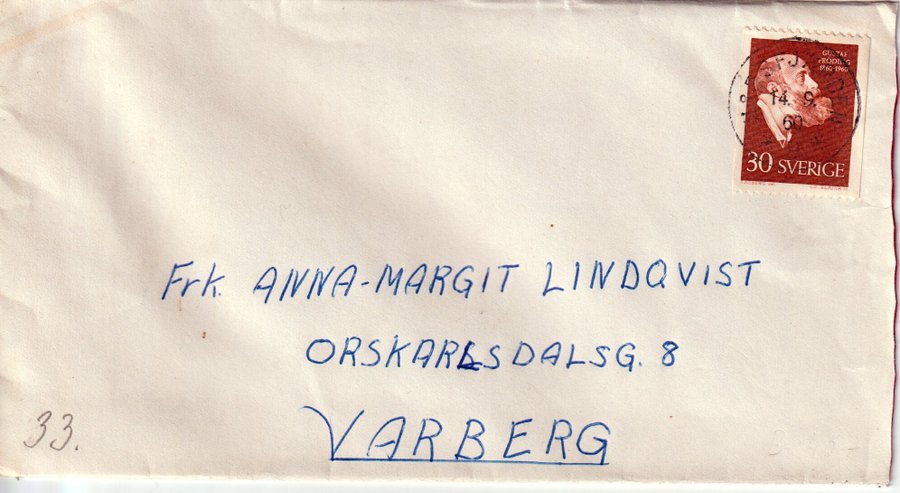 GUSTAF
FRÖDING
1860-1960
14. 9.
60
30 SVERIGE
Frk. ANNA-MARGIT LINDQVIST
ORSKARLSDALSG. 8
VARBERG
33.